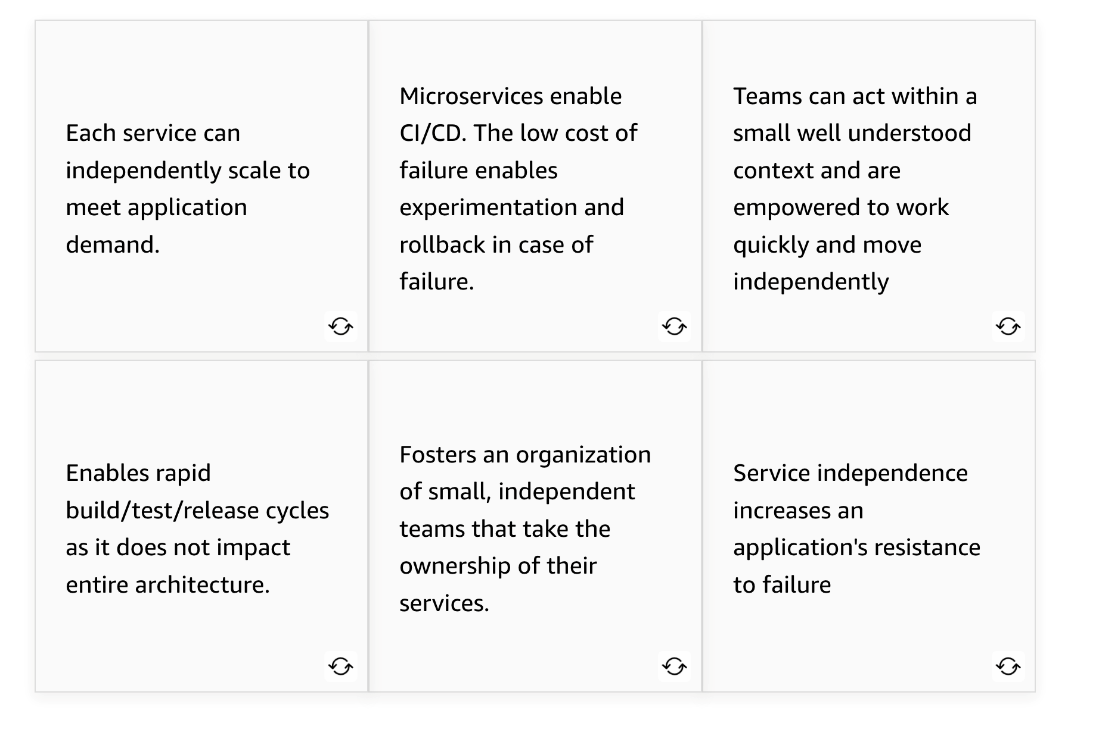 Each service can
independently scale to
meet application
demand.
Microservices enable
CI/CD. The low cost of
failure enables
experimentation and
rollback in case of
failure.
Teams can act within a
small well understood
context and are
empowered to work
quickly and move
independently
Enables rapid
build/test/release cycles
as it does not impact
entire architecture.
Fosters an organization
of small, independent
teams that take the
ownership of their
services.
Service independence
increases an
application's resistance
to failure